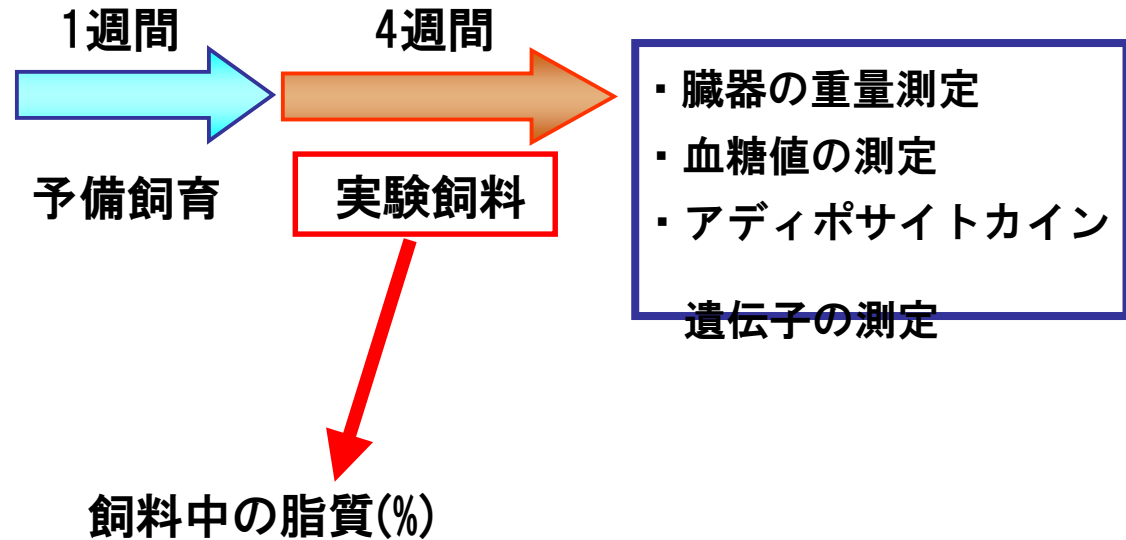 1週間
4週間
予備飼育
実験飼料
・臓器の重量測定
・血糖値の測定
・アディポサイトカイン
遺伝子の測定
飼料中の脂質(%)